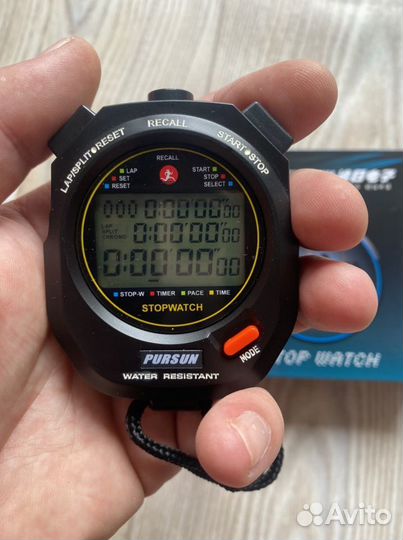 RECALL
LAP/SPLIT●RESET
START●STOP
RECALL
LAP
SET
RESET
START
STOP
SELECT
000 0:00'00"00
LAP
SPLIT
CHRONO
0:00'00"00
0:00'00"00
STOP-W TIMER PACE TIME
STOPWATCH
MODE
PURSUN
WATER RESISTANT
STOP WATCH
Avito